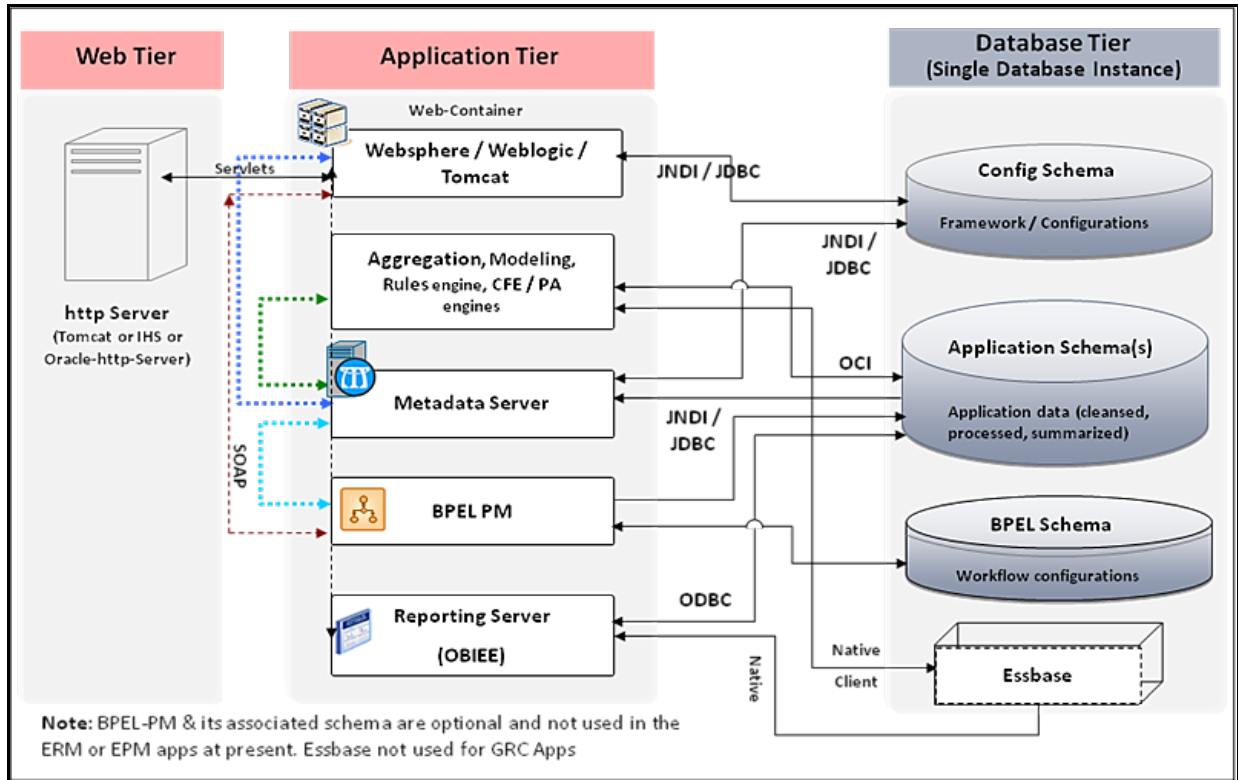 Web Tier
Application Tier
Database Tier
(Single Database Instance)
Web-Container
Websphere / Weblogic /
Tomcat
Servlets
JNDI / JDBC
Config Schema
Framework / Configurations
JNDI /
JDBC
Aggregation, Modeling,
Rules engine, CFE / PA
engines
http Server
(Tomcat or IHS or
Oracle-http-Server)
Application Schema(s)
OCI
Application data (cleansed,
processed, summarized)
Metadata Server
JNDI /
JDBC
SOAP
BPEL PM
BPEL Schema
Workflow configurations
ODBC
Reporting Server
(OBIEE)
Native
Client
Native
Essbase
Note: BPEL-PM & its associated schema are optional and not used in the
ERM or EPM apps at present. Essbase not used for GRC Apps